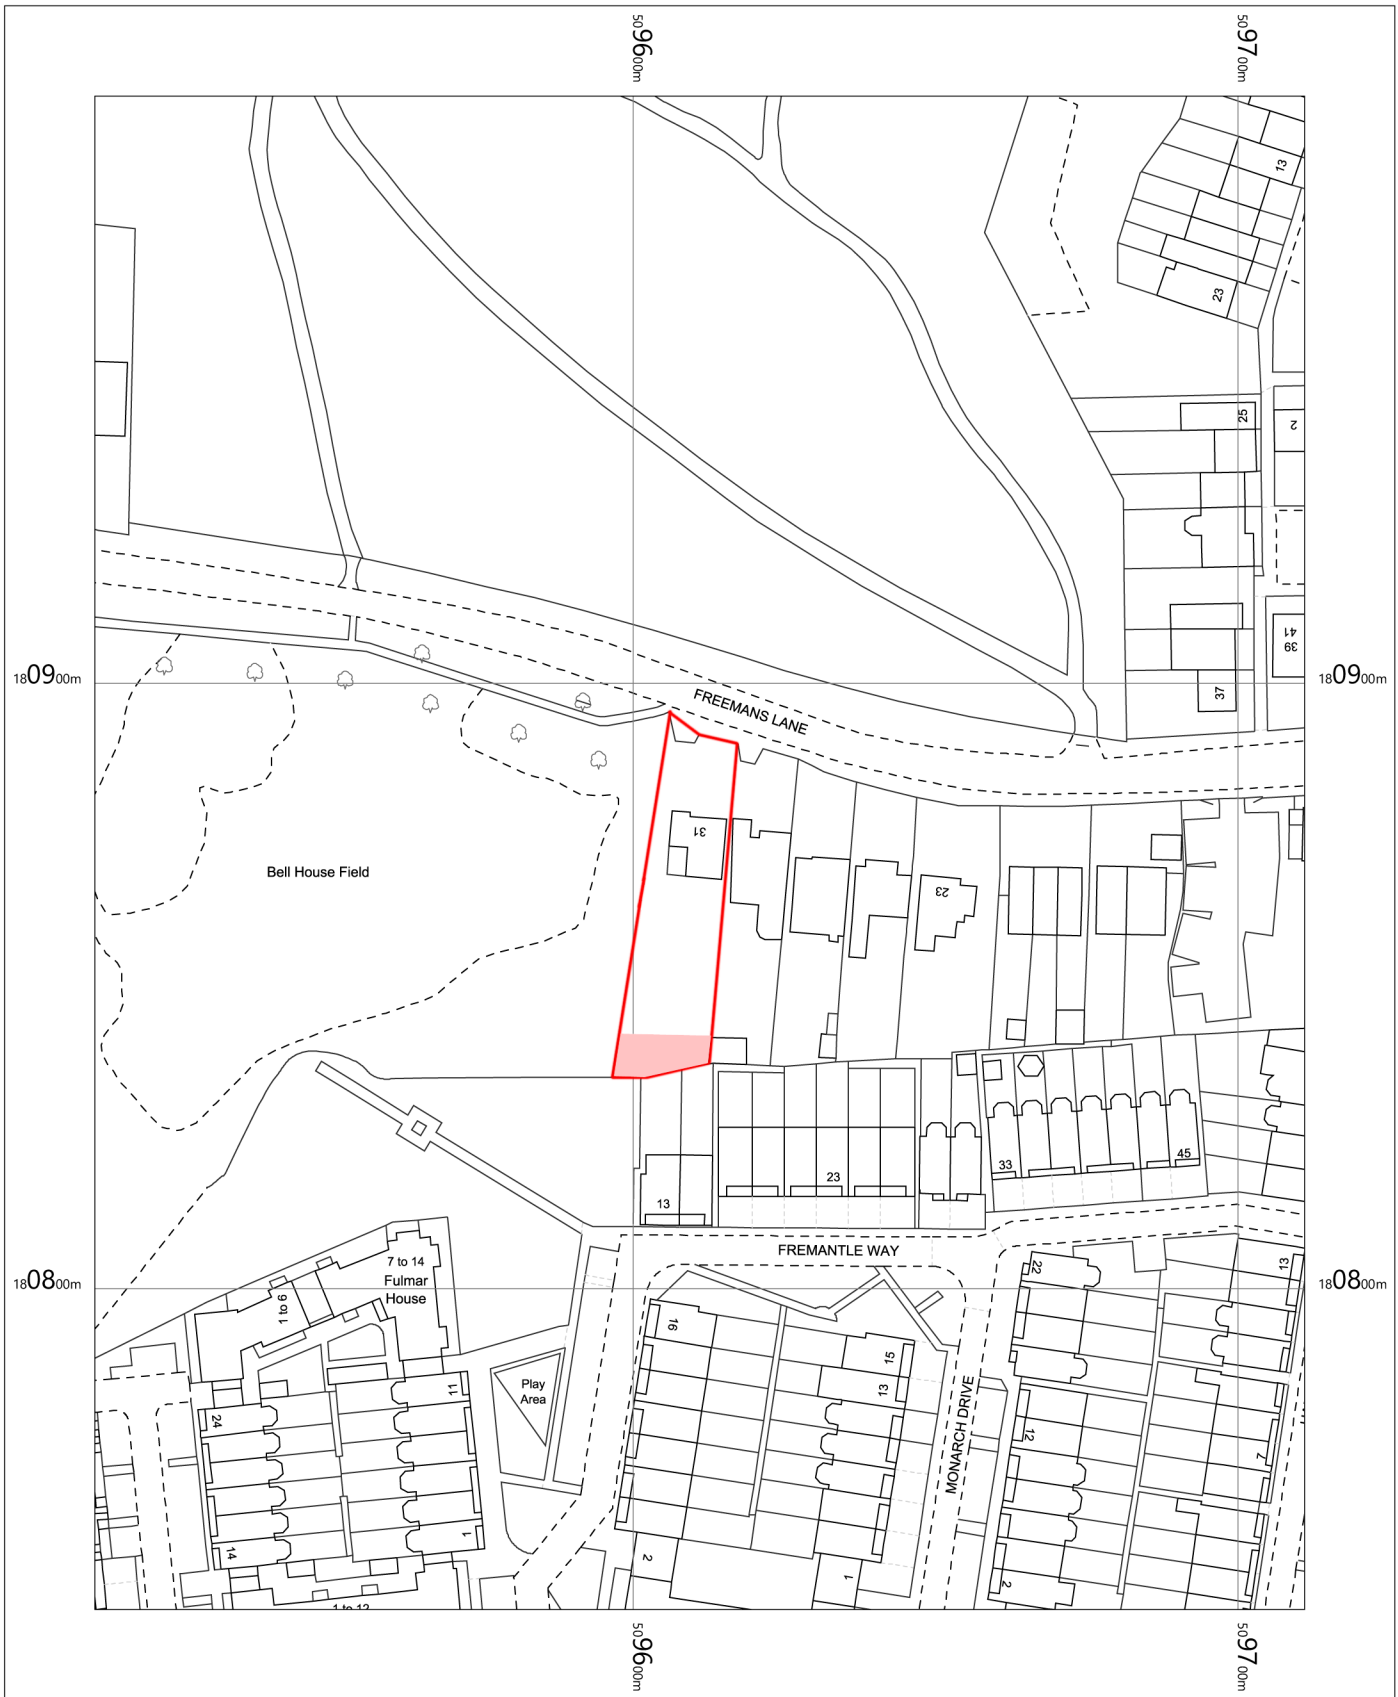 509600m
509700m
13
23
25
2
39
41
37
180900m
180900m
FREEMANS LANE
31
Bell House Field
23
33
45
23
13
FREMANTLE WAY
7 to 14
Fulmar
House
1 to 6
22
13
180800m
180800m
16
15
13
Play
Area
11
24
12
MONARCH DRIVE
7
1
14
2
1
2
1 to 12
509600m
509700m